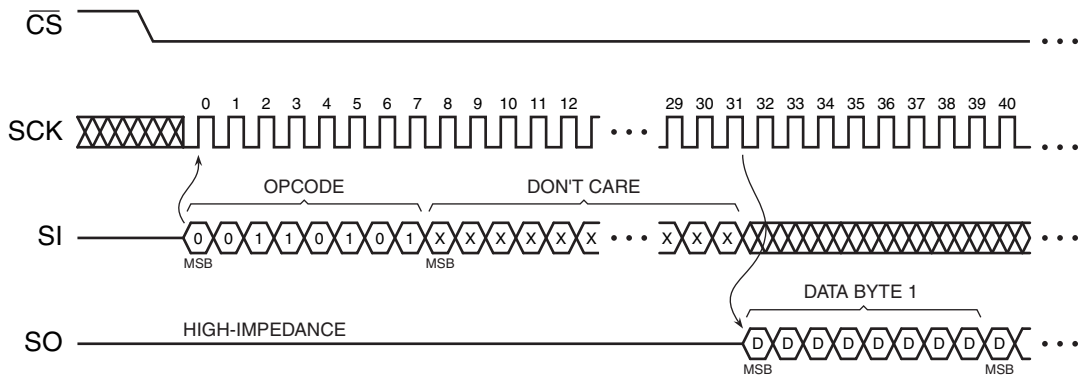 CS
0 1 2 3 4 5 6 7 8 9 10 11 12 29 30 31 32 33 34 35 36 37 38 39 40
SCK
OPCODE DON'T CARE
SI 0 0 1 1 0 1 0 1 X X X X X X X X X
MSB MSB
DATA BYTE 1
HIGH-IMPEDANCE
SO D D D D D D D D D
MSB MSB